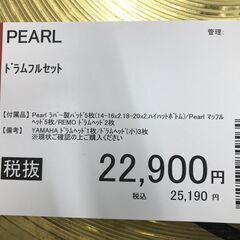 PEARL
管理:
ﾄﾞﾗﾑﾌﾙｾｯﾄ
【付属品】Pearl ﾗﾊﾞｰ製ﾊﾟｯﾄﾞ5枚(14-16x2.18-20x2.ﾊｲﾊｯﾄﾎﾞﾄﾑ)/Pearl ﾏｯﾌﾙ
ﾍｯﾄﾞ5枚/REMO ﾄﾞﾗﾑﾍｯﾄﾞ2枚
【備考】 YAMAHA ﾄﾞﾗﾑﾍｯﾄﾞ1枚/ﾄﾞﾗﾑﾍｯﾄﾞ(小)3枚
※現状ご確認の上ご購入ください
税抜
22,900円
税込 25,190 円